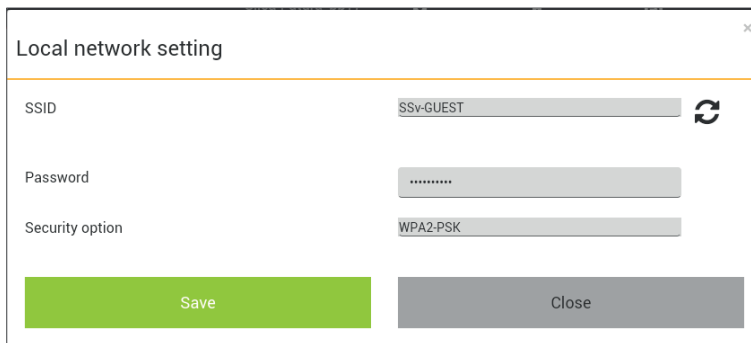 ×
Local network setting
SSID
SSv-GUEST
Password
••••••••••
Security option
WPA2-PSK
Save
Close